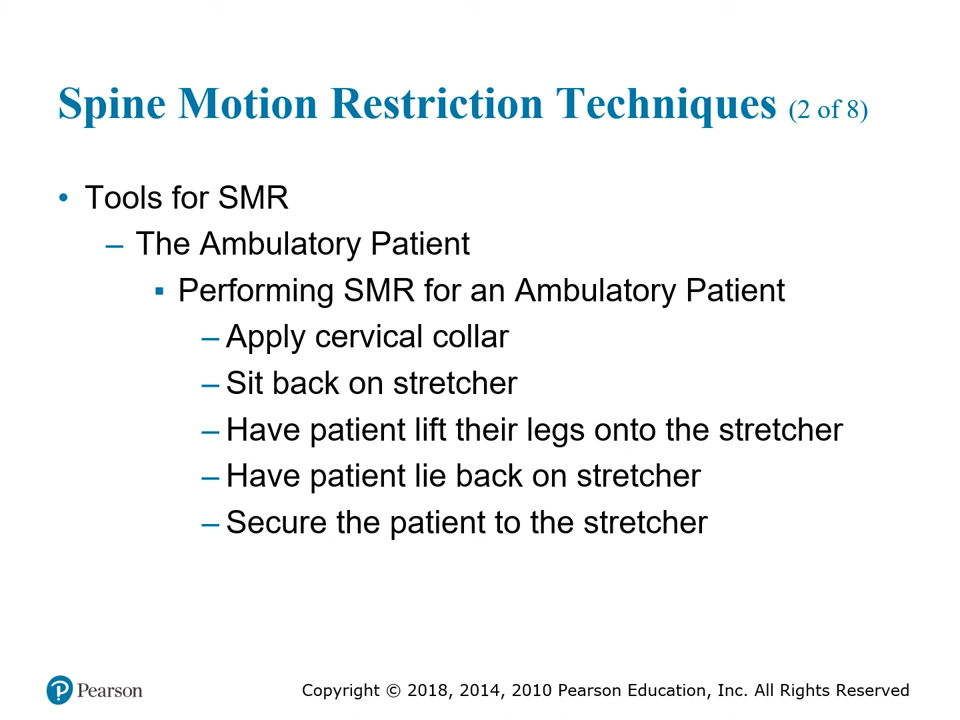 Spine Motion Restriction Techniques (2 of 8)
• Tools for SMR
– The Ambulatory Patient
▪ Performing SMR for an Ambulatory Patient
– Apply cervical collar
– Sit back on stretcher
– Have patient lift their legs onto the stretcher
– Have patient lie back on stretcher
– Secure the patient to the stretcher
P Pearson
Copyright © 2018, 2014, 2010 Pearson Education, Inc. All Rights Reserved